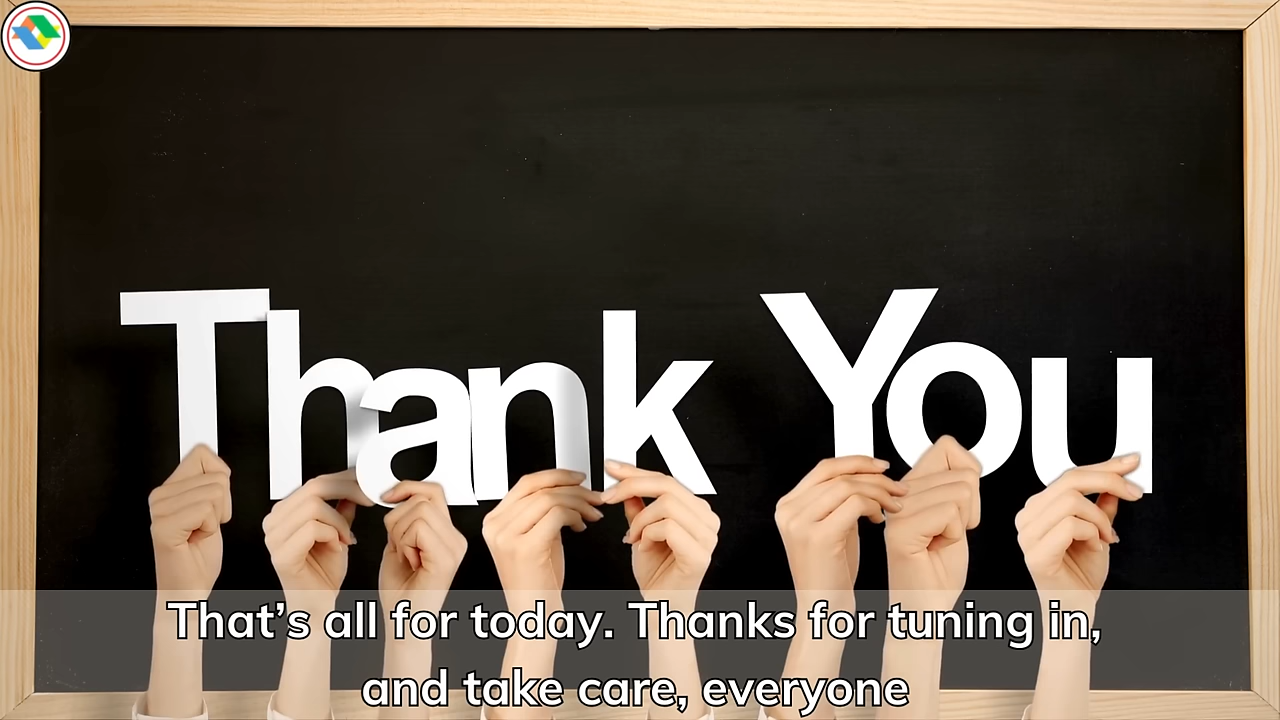 Thank You
That’s all for today. Thanks for tuning in,
and take care, everyone